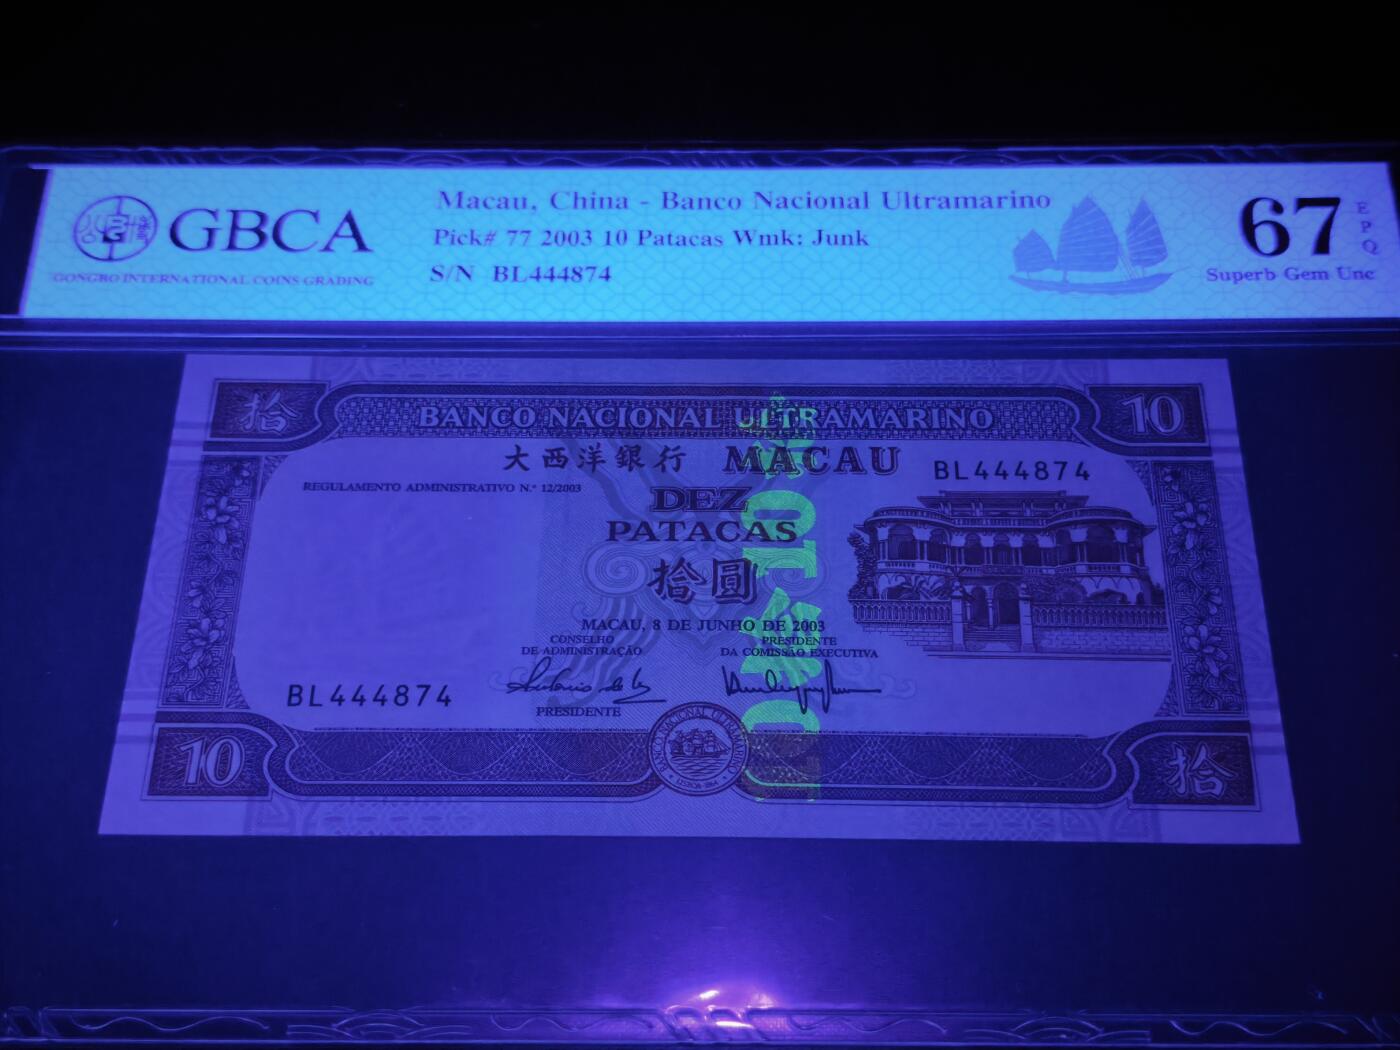 GBCA
GONGBO INTERNATIONAL COINS GRADING
Macau, China - Banco Nacional Ultramarino
Pick# 77 2003 10 Patacas Wmk: Junk
S/N BL444874
67
EPQ
Superb Gem Unc
拾
BANCO NACIONAL ULTRAMARINO
10
大西洋銀行 MACAU
BL444874
REGULAMENTO ADMINISTRATIVO N.º 12/2003
DEZ
PATACAS
拾圓
MACAU, 8 DE JUNHO DE 2003
CONSELHO
DE ADMINISTRAÇÃO
PRESIDENTE
DA COMISSÃO EXECUTIVA
BL444874
PRESIDENTE
10
BANCO NACIONAL ULTRAMARINO
拾